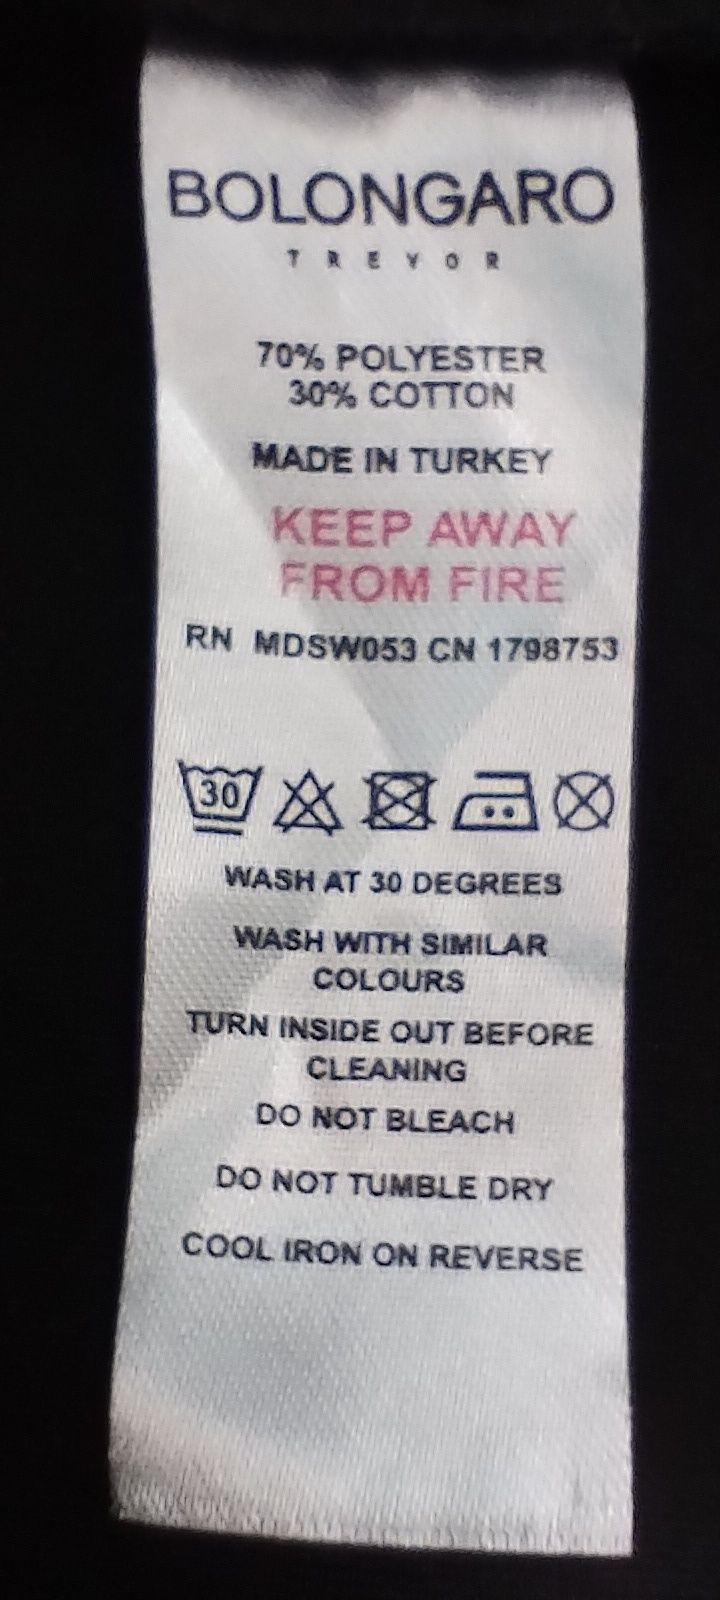 BOLONGARO
TREVOR
70% POLYESTER
30% COTTON
MADE IN TURKEY
KEEP AWAY
FROM FIRE
RN MDSW053 CN 1798753
30
WASH AT 30 DEGREES
WASH WITH SIMILAR
COLOURS
TURN INSIDE OUT BEFORE
CLEANING
DO NOT BLEACH
DO NOT TUMBLE DRY
COOL IRON ON REVERSE